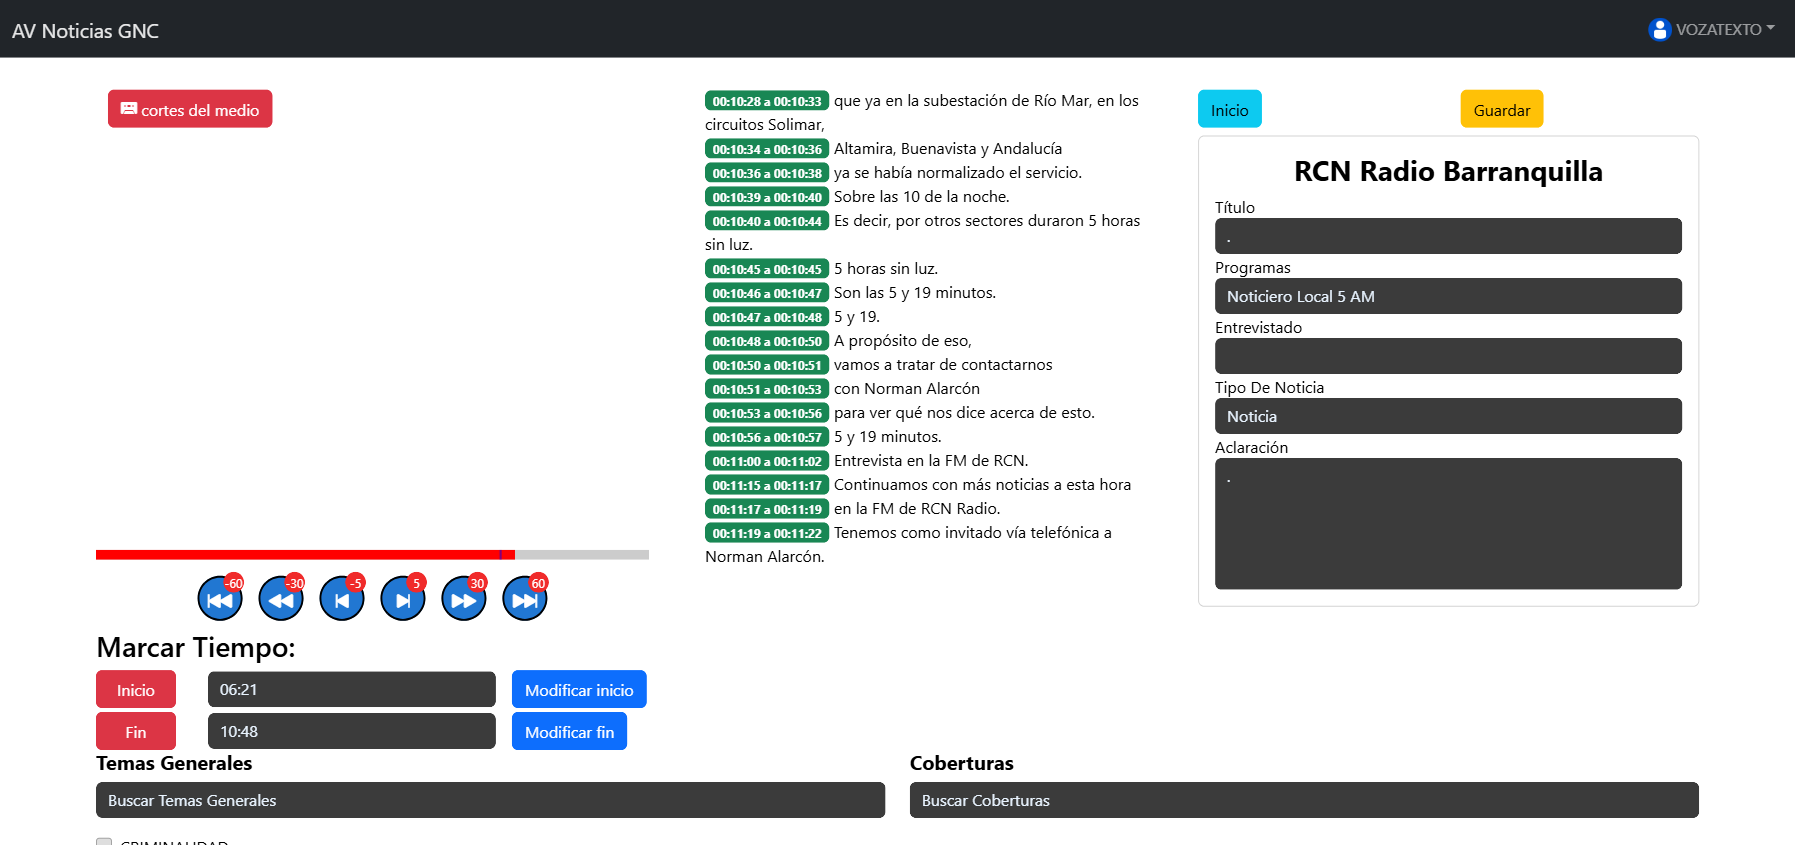 AV Noticias GNC
VOZATEXTO
cortes del medio
00:10:28 a 00:10:33 que ya en la subestación de Río Mar, en los
circuitos Solimar,
00:10:34 a 00:10:36 Altamira, Buenavista y Andalucía
00:10:36 a 00:10:38 ya se había normalizado el servicio.
00:10:39 a 00:10:40 Sobre las 10 de la noche.
00:10:40 a 00:10:44 Es decir, por otros sectores duraron 5 horas
sin luz.
00:10:45 a 00:10:45 5 horas sin luz.
00:10:46 a 00:10:47 Son las 5 y 19 minutos.
00:10:47 a 00:10:48 5 y 19.
00:10:48 a 00:10:50 A propósito de eso,
00:10:50 a 00:10:51 vamos a tratar de contactarnos
00:10:51 a 00:10:53 con Norman Alarcón
00:10:53 a 00:10:56 para ver qué nos dice acerca de esto.
00:10:56 a 00:10:57 5 y 19 minutos.
00:11:00 a 00:11:02 Entrevista en la FM de RCN.
00:11:15 a 00:11:17 Continuamos con más noticias a esta hora
00:11:17 a 00:11:19 en la FM de RCN Radio.
00:11:19 a 00:11:22 Tenemos como invitado vía telefónica a
Norman Alarcón.
Inicio
Guardar
RCN Radio Barranquilla
Título
.
Programas
Noticiero Local 5 AM
Entrevistado
Tipo De Noticia
Noticia
Aclaración
.
-60 -30 -5 5 30 60
Marcar Tiempo:
Inicio 06:21 Modificar inicio
Fin 10:48 Modificar fin
Temas Generales
Buscar Temas Generales
Coberturas
Buscar Coberturas
CRIMINALIDAD